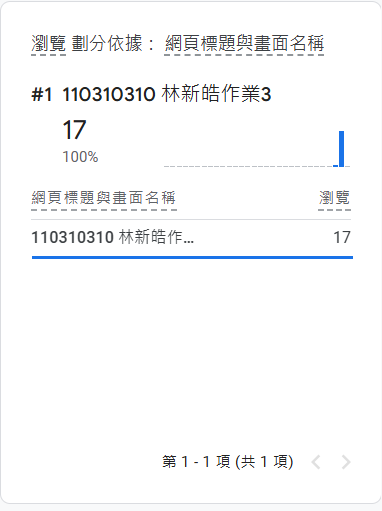 瀏覽 劃分依據： 網頁標題與畫面名稱
#1 110310310 林新皓作業3
17
100%
網頁標題與畫面名稱 瀏覽
110310310 林新皓作… 17
第 1 - 1 項 (共 1 項)